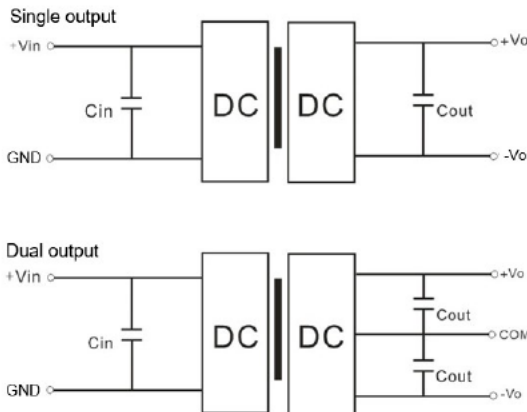 Single output
+Vin
+Vo
Cin
DC
DC
Cout
GND
-Vo
Dual output
+Vin
+Vo
Cout
Cin
DC
DC
COM
Cout
GND
-Vo